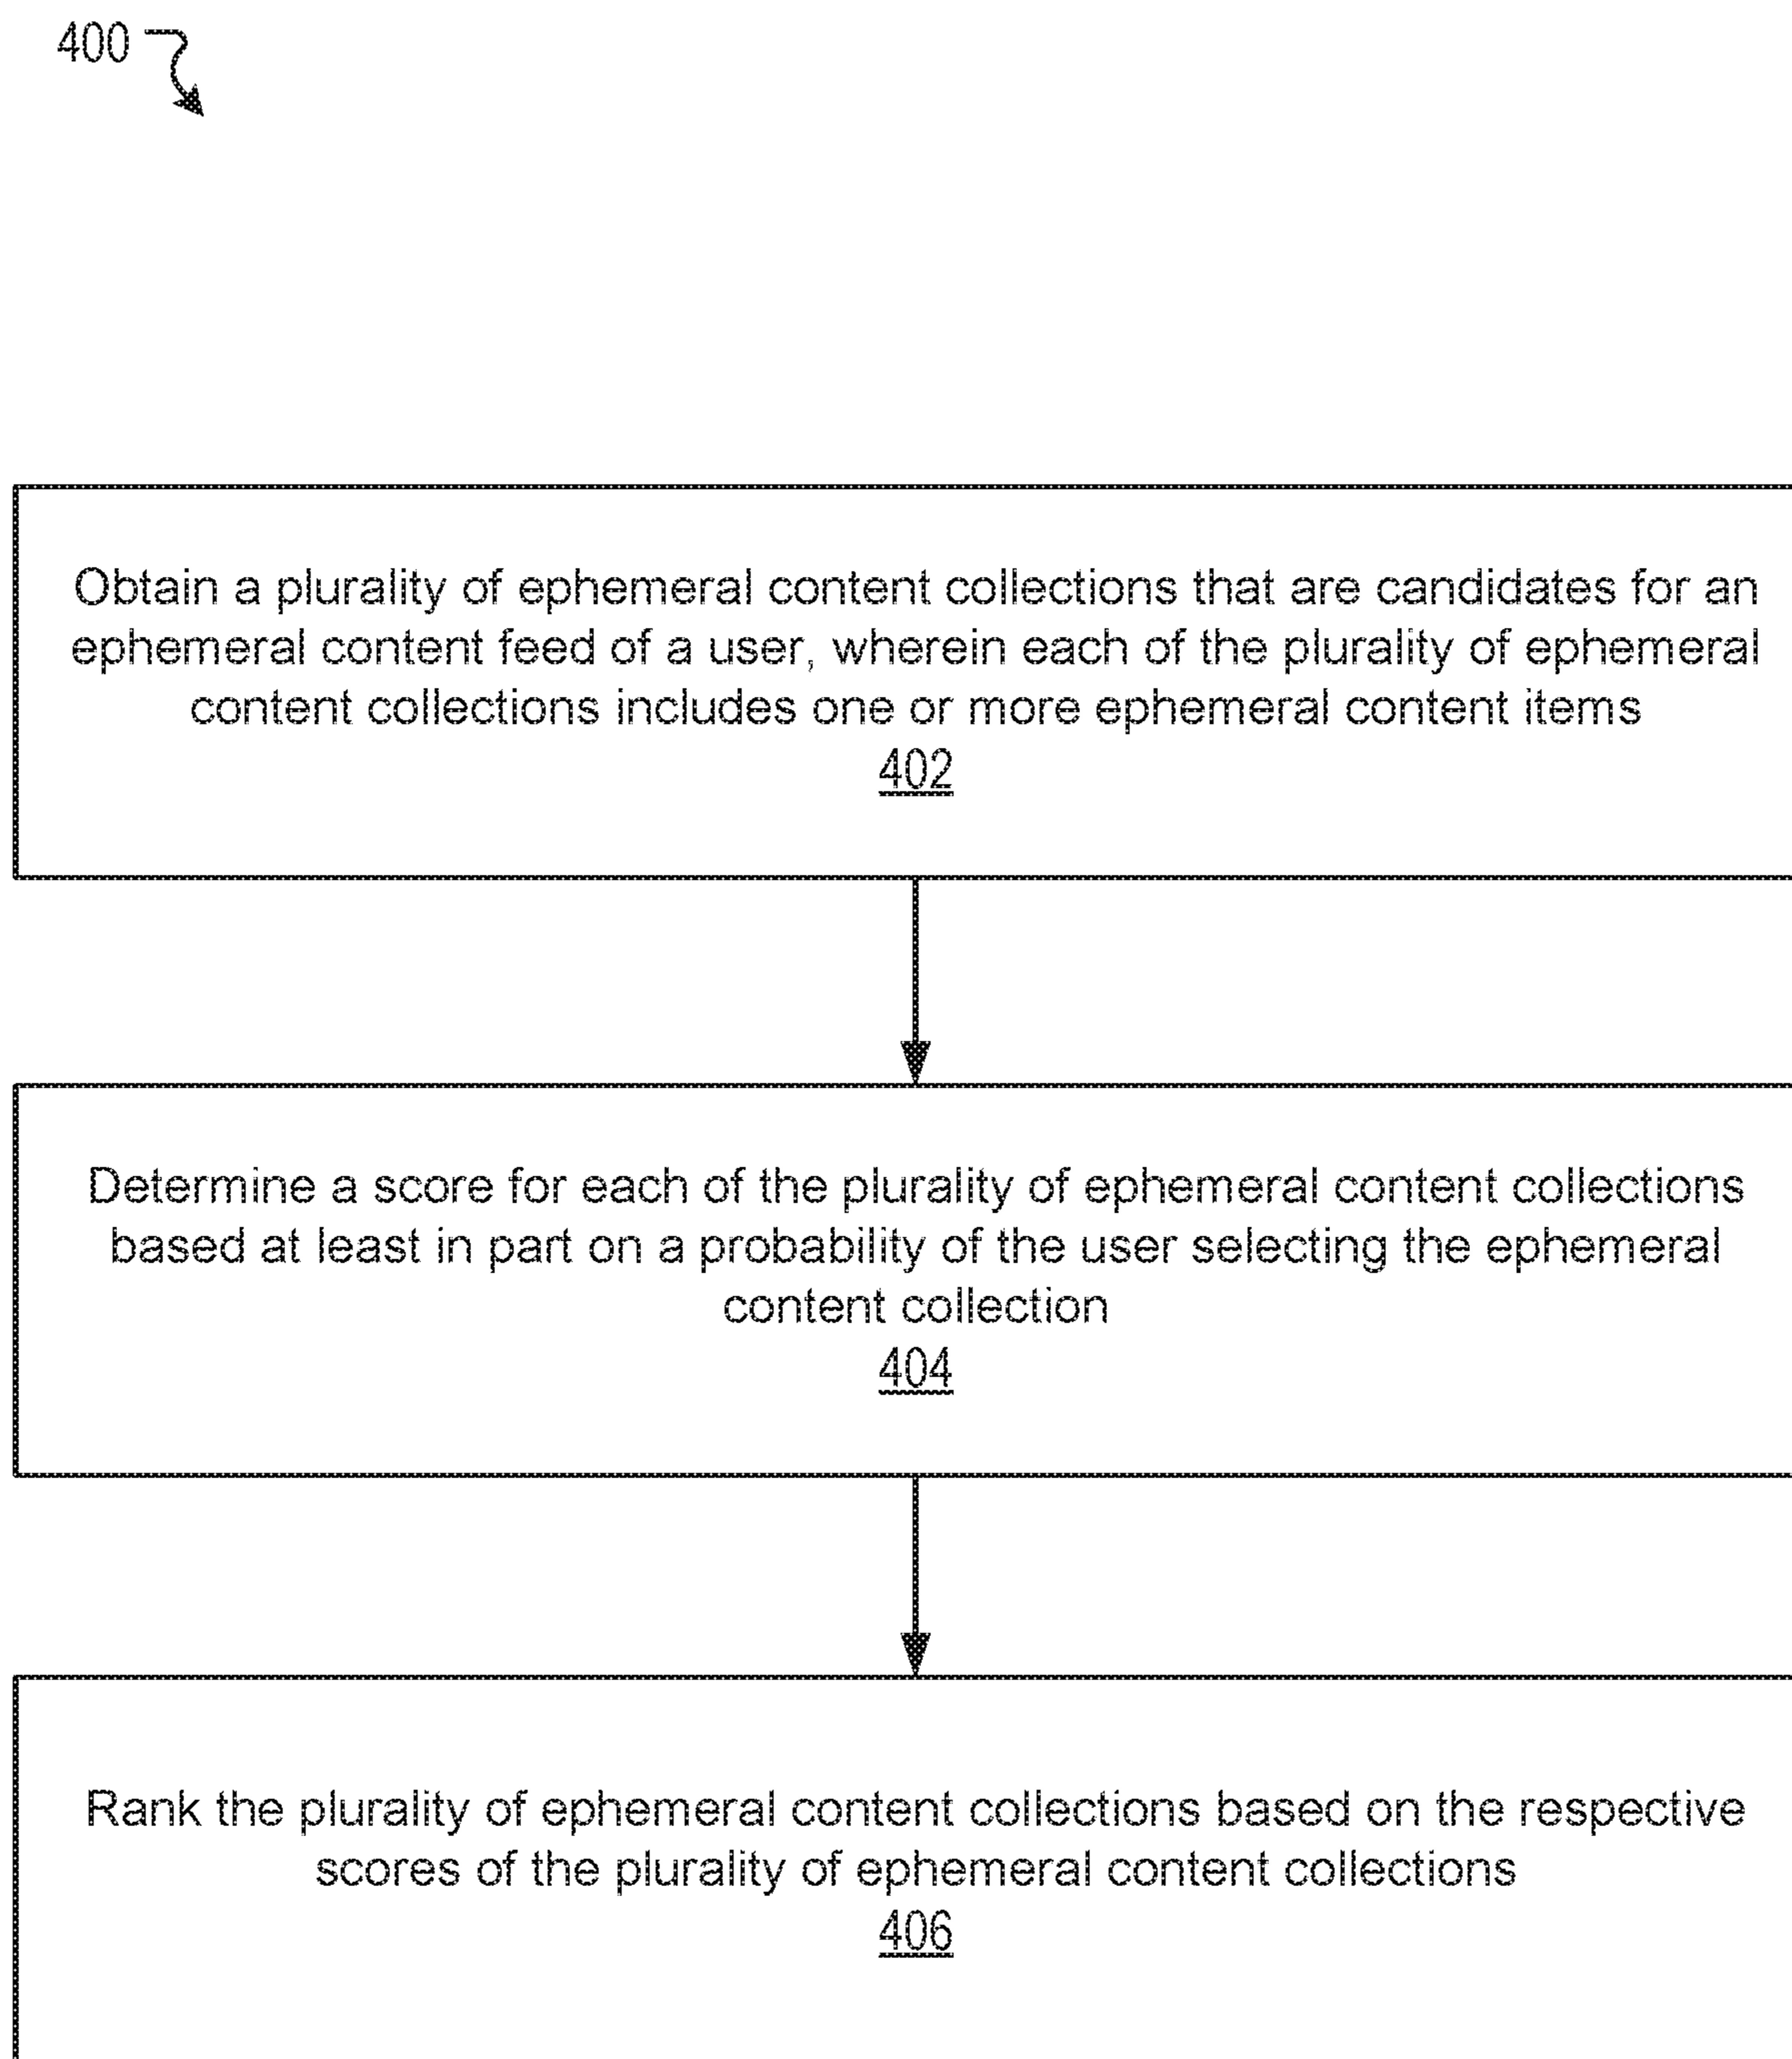 400
Obtain a plurality of ephemeral content collections that are candidates for an
ephemeral content feed of a user, wherein each of the plurality of ephemeral
content collections includes one or more ephemeral content items
402
Determine a score for each of the plurality of ephemeral content collections
based at least in part on a probability of the user selecting the ephemeral
content collection
404
Rank the plurality of ephemeral content collections based on the respective
scores of the plurality of ephemeral content collections
406